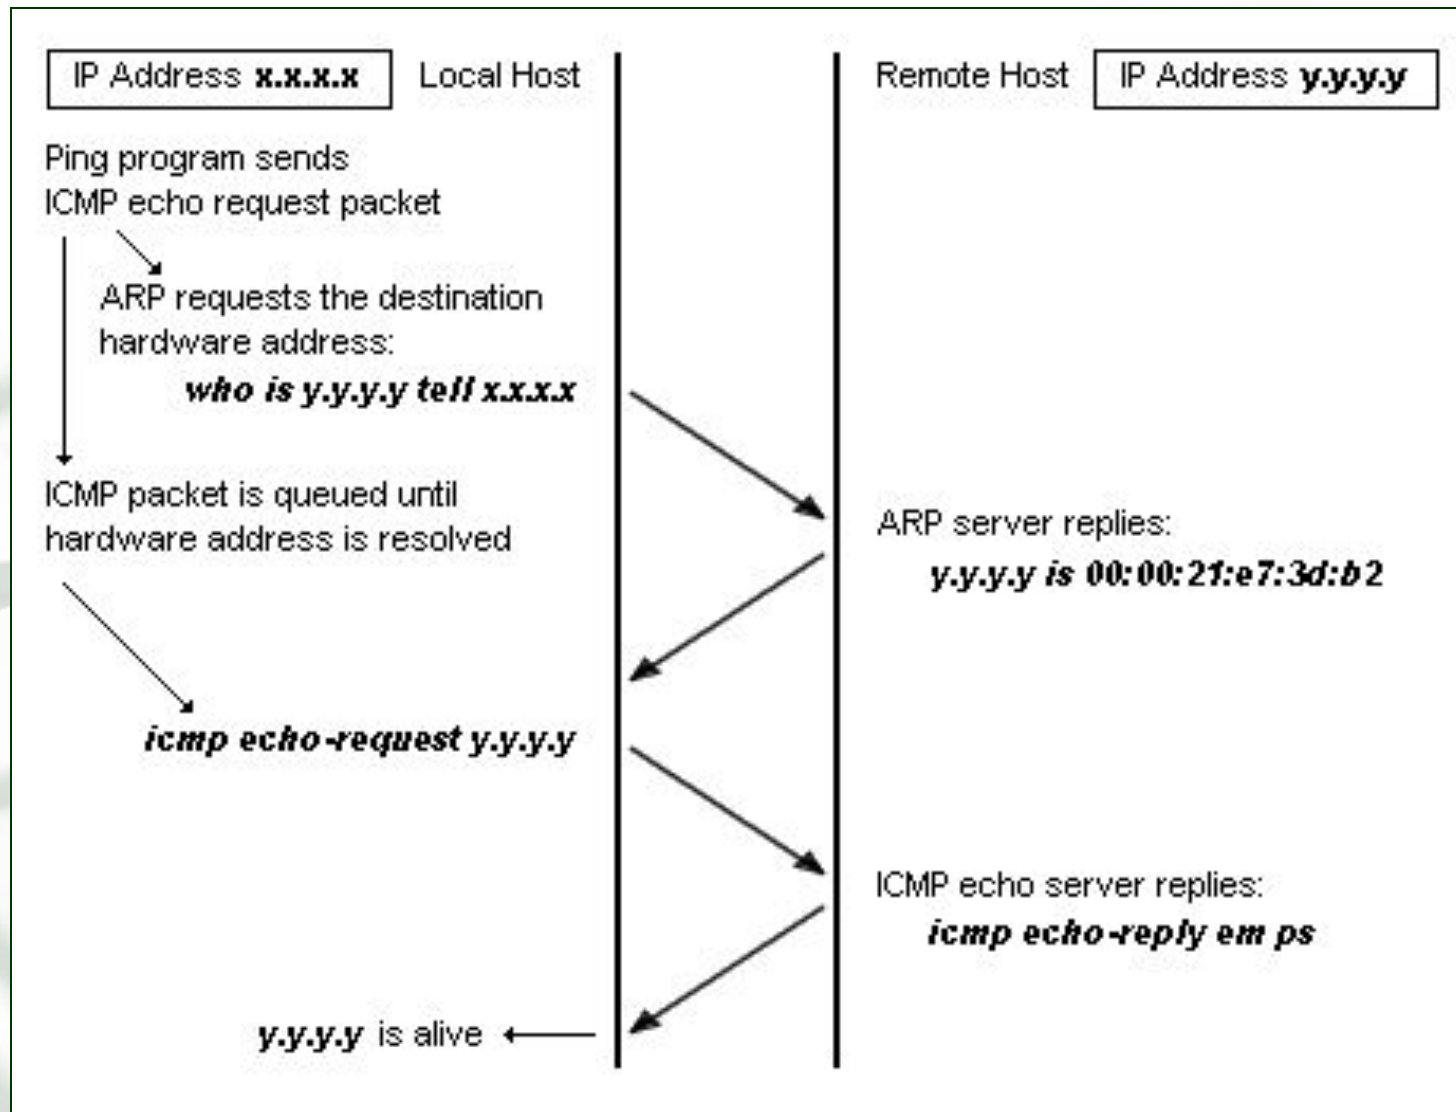 IP Address x.x.x.x Local Host
Remote Host IP Address y.y.y.y
Ping program sends
ICMP echo request packet
ARP requests the destination
hardware address:
who is y.y.y.y tell x.x.x.x
ICMP packet is queued until
hardware address is resolved
ARP server replies:
y.y.y.y is 00:00:21:e7:3d:b2
icmp echo-request y.y.y.y
ICMP echo server replies:
icmp echo-reply em ps
y.y.y.y is alive